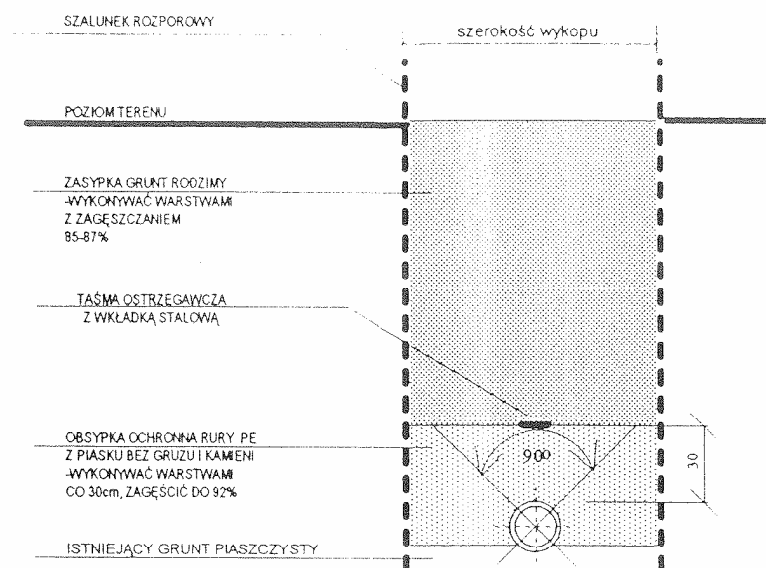 SZALUNEK ROZPOROWY
szerokość wykopu
POZIOM TERENU
ZASYPKA GRUNT RODZIMY
-WYKONYWAĆ WARSTWAMI
Z ZAGĘSZCZANIEM
85-87%
TAŚMA OSTRZEGAWCZA
Z WKŁADKĄ STALOWĄ
OBSYPKA OCHRONNA RURY PE
Z PIASKU BEZ GRUZU I KAMIENI
-WYKONYWAĆ WARSTWAMI
CO 30cm, ZAGĘŚCIĆ DO 92%
90°
30
ISTNIEJĄCY GRUNT PIASZCZYSTY